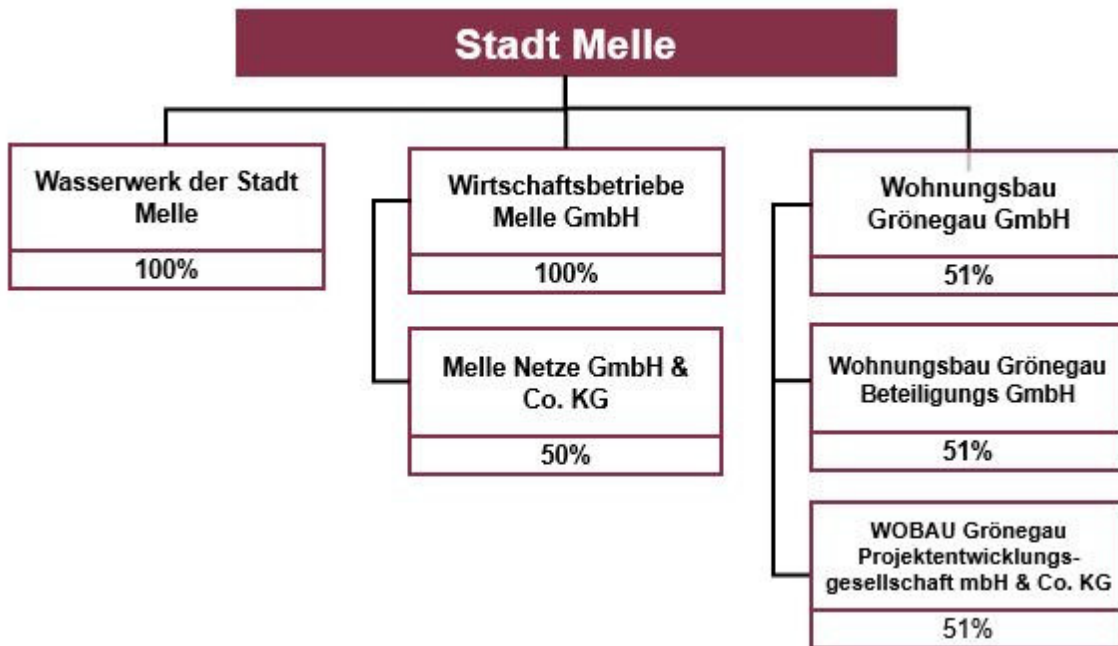 Stadt Melle
Wasserwerk der Stadt
Melle
100%
Wirtschaftsbetriebe
Melle GmbH
100%
Melle Netze GmbH &
Co. KG
50%
Wohnungsbau
Grönegau GmbH
51%
Wohnungsbau Grönegau
Beteiligungs GmbH
51%
WOBAU Grönegau
Projektentwicklungs-
gesellschaft mbH & Co. KG
51%